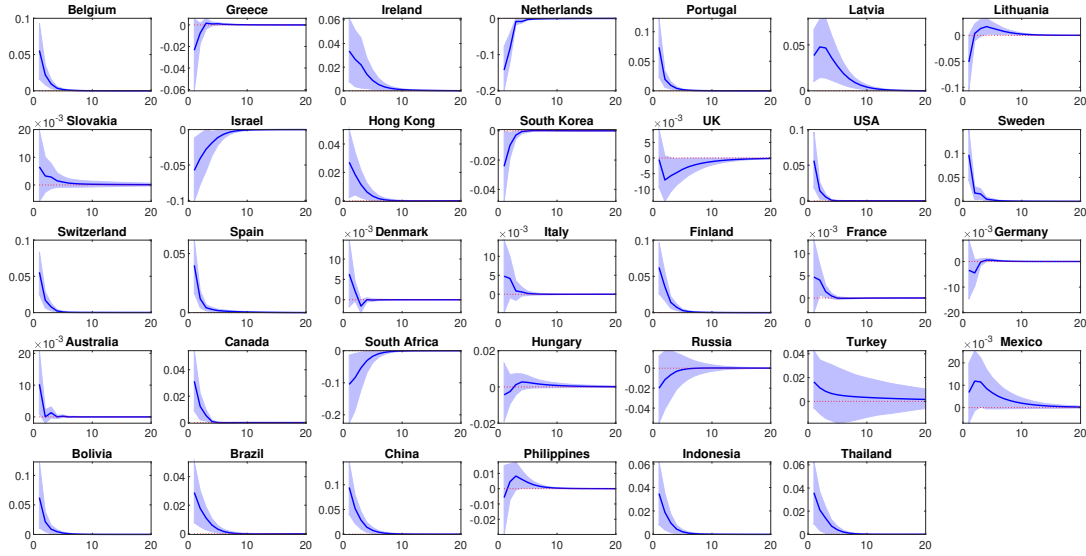 Belgium
0.1
0.05
0
0 10 20
Greece
0
-0.02
-0.04
-0.06
0 10 20
Ireland
0.06
0.04
0.02
0
0 10 20
Netherlands
0
-0.1
-0.2
0 10 20
Portugal
0.1
0.05
0
0 10 20
Latvia
0.05
0
0 10 20
Lithuania
0
-0.05
-0.1
0 10 20
Slovakia
×10⁻³
20
10
0
0 10 20
Israel
0
-0.05
-0.1
0 10 20
Hong Kong
0.04
0.02
0
0 10 20
South Korea
0
-0.02
-0.04
0 10 20
UK
×10⁻³
5
0
-5
-10
0 10 20
USA
0.1
0.05
0
0 10 20
Sweden
0.15
0.1
0.05
0
0 10 20
Switzerland
0.1
0.05
0
0 10 20
Spain
0.05
0
0 10 20
Denmark
×10⁻³
10
5
0
0 10 20
Italy
×10⁻³
10
5
0
0 10 20
Finland
0.1
0.05
0
0 10 20
France
×10⁻³
10
5
0
0 10 20
Germany
×10⁻³
0
-10
-20
0 10 20
Australia
×10⁻³
20
10
0
0 10 20
Canada
0.04
0.02
0
0 10 20
South Africa
0
-0.1
-0.2
0 10 20
Hungary
0.02
0
-0.02
0 10 20
Russia
0
-0.02
-0.04
0 10 20
Turkey
0.04
0.02
0
0 10 20
Mexico
×10⁻³
20
10
0
0 10 20
Bolivia
0.1
0.05
0
0 10 20
Brazil
0.04
0.02
0
0 10 20
China
0.15
0.1
0.05
0
0 10 20
Philippines
0.01
0
-0.01
-0.02
0 10 20
Indonesia
0.06
0.04
0.02
0
0 10 20
Thailand
0.06
0.04
0.02
0
0 10 20